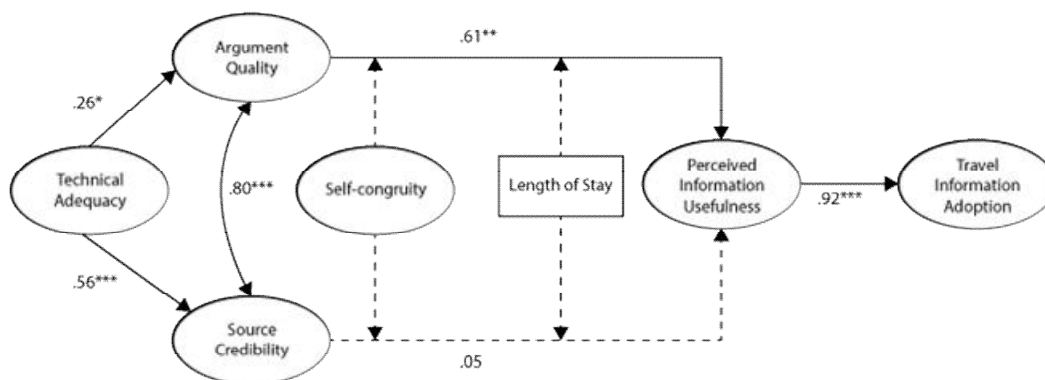 Argument
Quality
.61**
.26*
Technical
Adequacy
.80***
Self-congruity
Length of Stay
Perceived
Information
Usefulness
.92***
Travel
Information
Adoption
.56***
Source
Credibility
.05